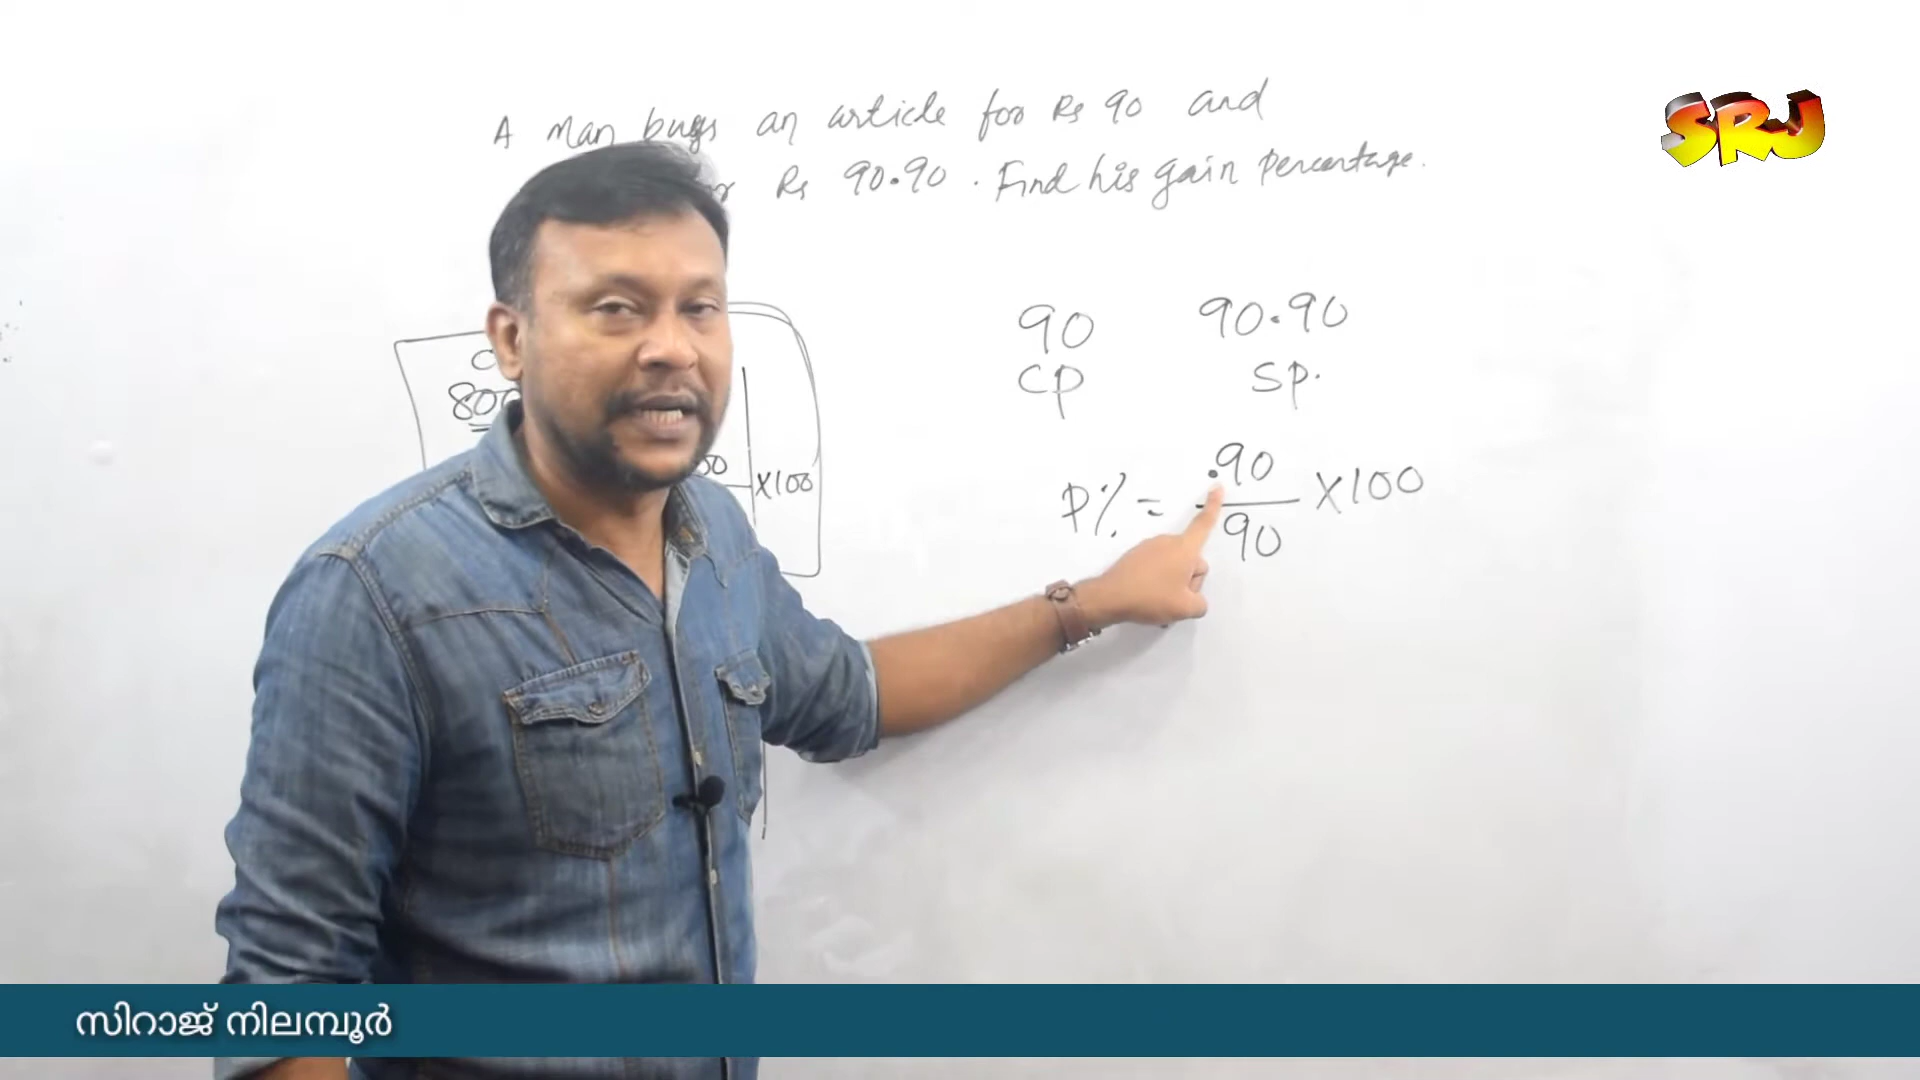 A man buys an article for Rs 90 and
Rs 90.90. Find his gain percentage.
SRJ
90 90.90
CP SP.
800
X100
P% = .90 X100
90
സിറാജ് നിലമ്പൂർ